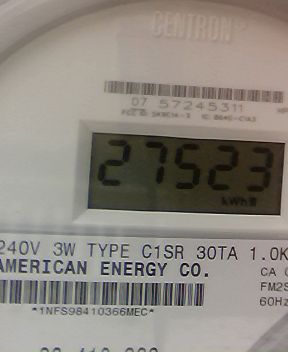 CENTRON
07 57245311
27523
kWh
240V 3W TYPE C1SR 30TA 1.0K
AMERICAN ENERGY CO.
CA
FM2S
60Hz
*1NFS98410366MEC*